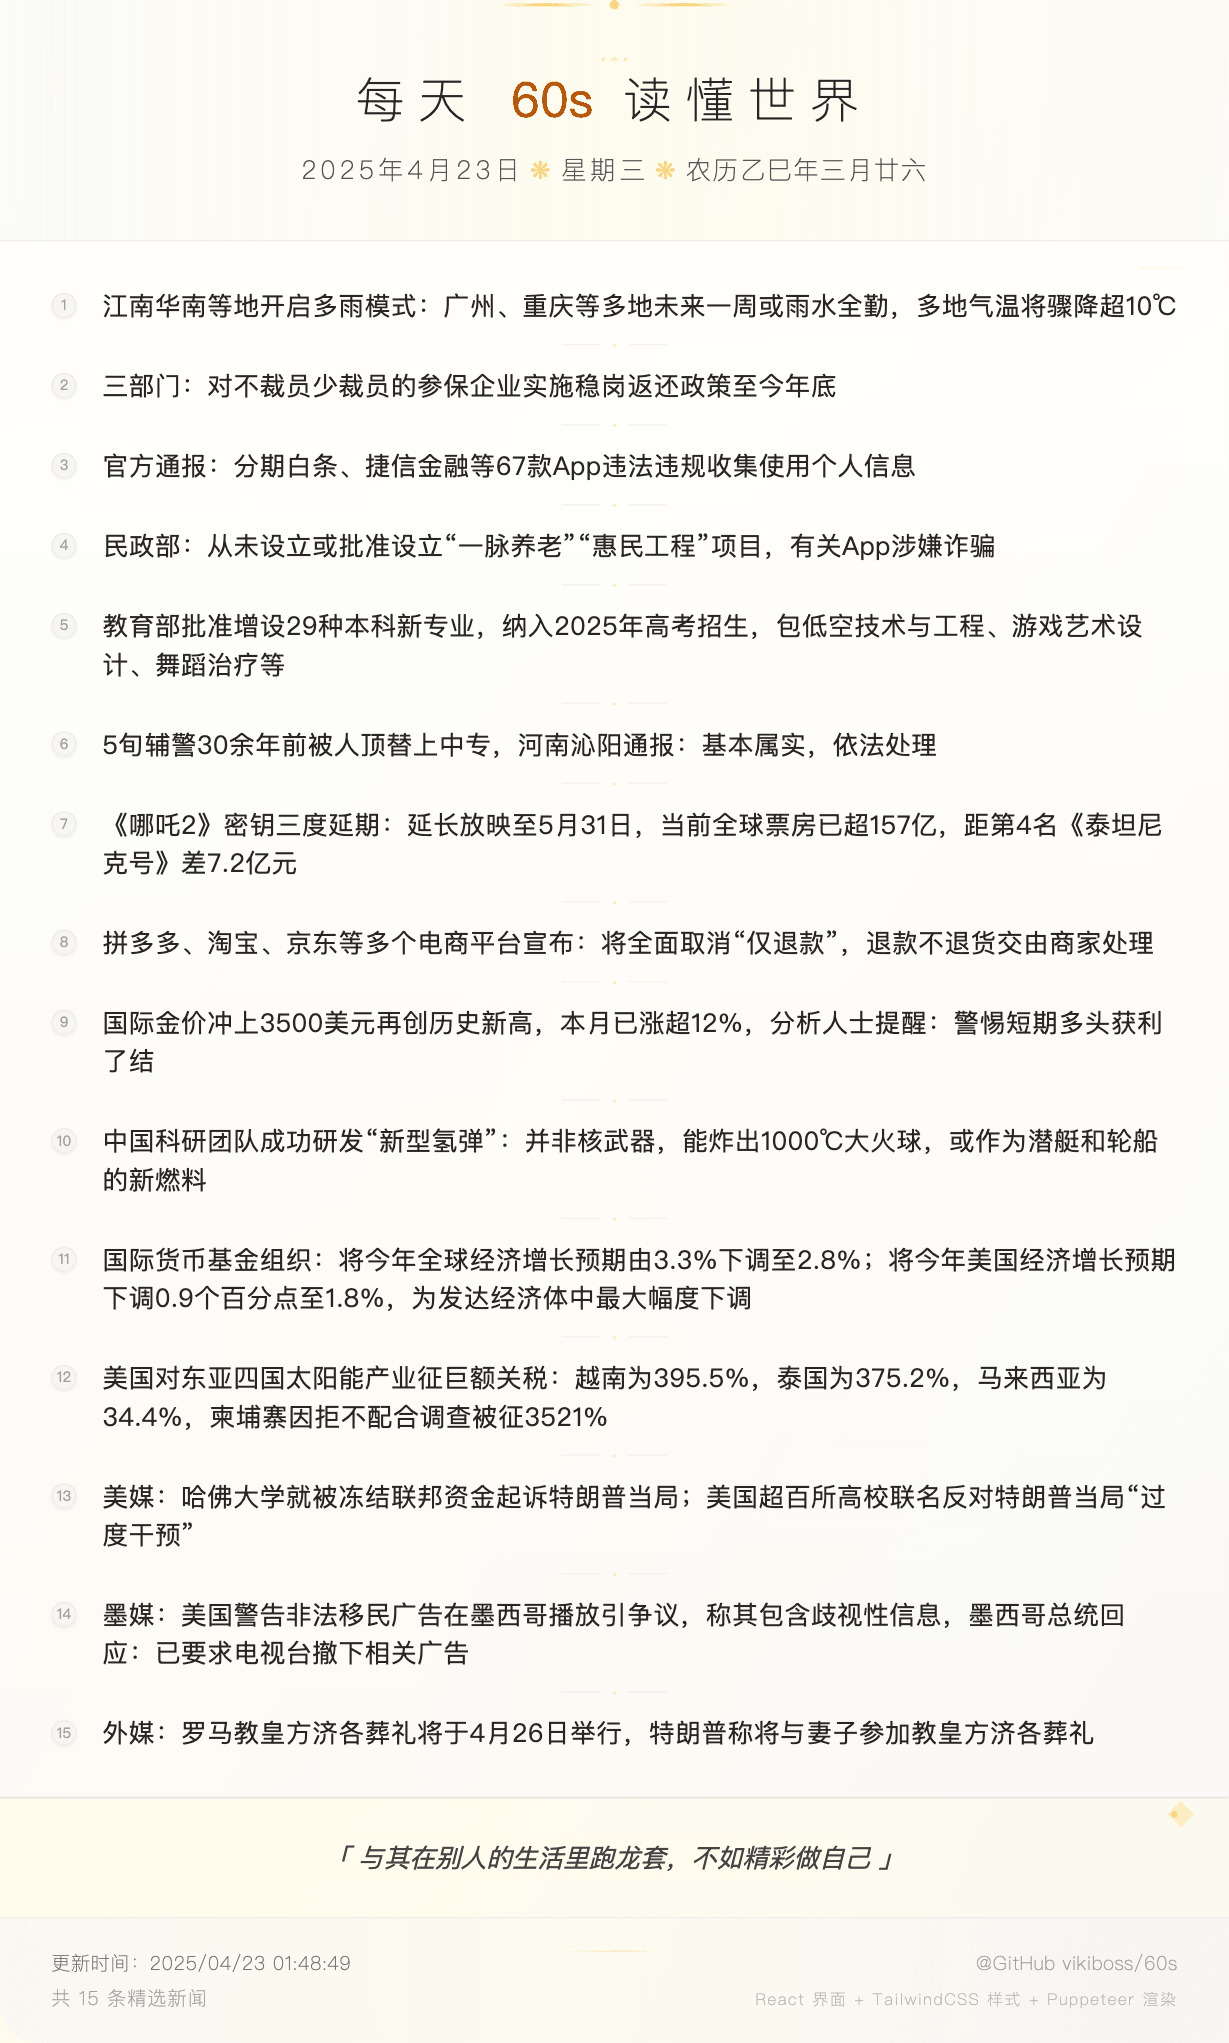 每天 60s 读懂世界
2025年4月23日 ❋ 星期三 ❋ 农历乙巳年三月廿六
1 江南华南等地开启多雨模式：广州、重庆等多地未来一周或雨水全勤，多地气温将骤降超10℃
2 三部门：对不裁员少裁员的参保企业实施稳岗返还政策至今年底
3 官方通报：分期白条、捷信金融等67款App违法违规收集使用个人信息
4 民政部：从未设立或批准设立“一脉养老”“惠民工程”项目，有关App涉嫌诈骗
5 教育部批准增设29种本科新专业，纳入2025年高考招生，包低空技术与工程、游戏艺术设
计、舞蹈治疗等
6 5旬辅警30余年前被人顶替上中专，河南沁阳通报：基本属实，依法处理
7 《哪吒2》密钥三度延期：延长放映至5月31日，当前全球票房已超157亿，距第4名《泰坦尼
克号》差7.2亿元
8 拼多多、淘宝、京东等多个电商平台宣布：将全面取消“仅退款”，退款不退货交由商家处理
9 国际金价冲上3500美元再创历史新高，本月已涨超12%，分析人士提醒：警惕短期多头获利
了结
10 中国科研团队成功研发“新型氢弹”：并非核武器，能炸出1000℃大火球，或作为潜艇和轮船
的新燃料
11 国际货币基金组织：将今年全球经济增长预期由3.3%下调至2.8%；将今年美国经济增长预期
下调0.9个百分点至1.8%，为发达经济体中最大幅度下调
12 美国对东亚四国太阳能产业征巨额关税：越南为395.5%，泰国为375.2%，马来西亚为
34.4%，柬埔寨因拒不配合调查被征3521%
13 美媒：哈佛大学就被冻结联邦资金起诉特朗普当局；美国超百所高校联名反对特朗普当局“过
度干预”
14 墨媒：美国警告非法移民广告在墨西哥播放引争议，称其包含歧视性信息，墨西哥总统回
应：已要求电视台撤下相关广告
15 外媒：罗马教皇方济各葬礼将于4月26日举行，特朗普称将与妻子参加教皇方济各葬礼
「 与其在别人的生活里跑龙套，不如精彩做自己 」
更新时间：2025/04/23 01:48:49
@GitHub vikiboss/60s
共 15 条精选新闻
React 界面 + TailwindCSS 样式 + Puppeteer 渲染